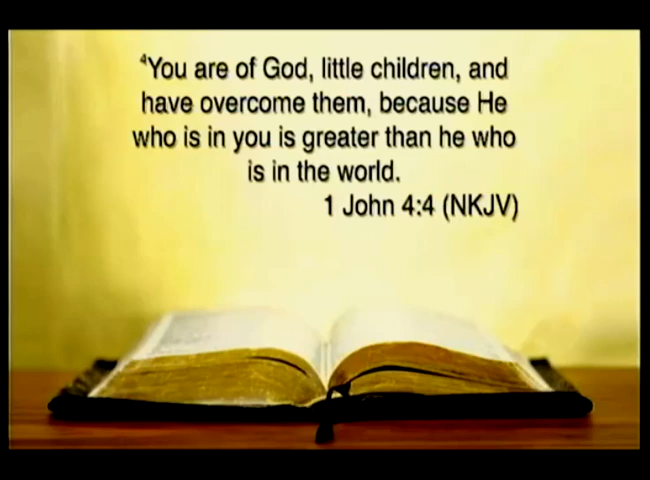 ⁴You are of God, little children, and
have overcome them, because He
who is in you is greater than he who
is in the world.
1 John 4:4 (NKJV)